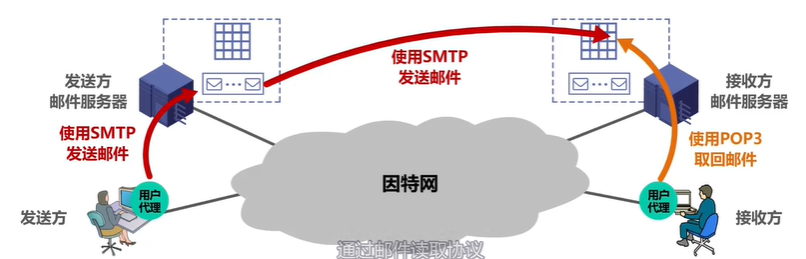 使用SMTP
发送邮件
发送方
邮件服务器
接收方
邮件服务器
使用SMTP
发送邮件
使用POP3
取回邮件
因特网
用户
代理
用户
代理
发送方
接收方
通过邮件读取协议